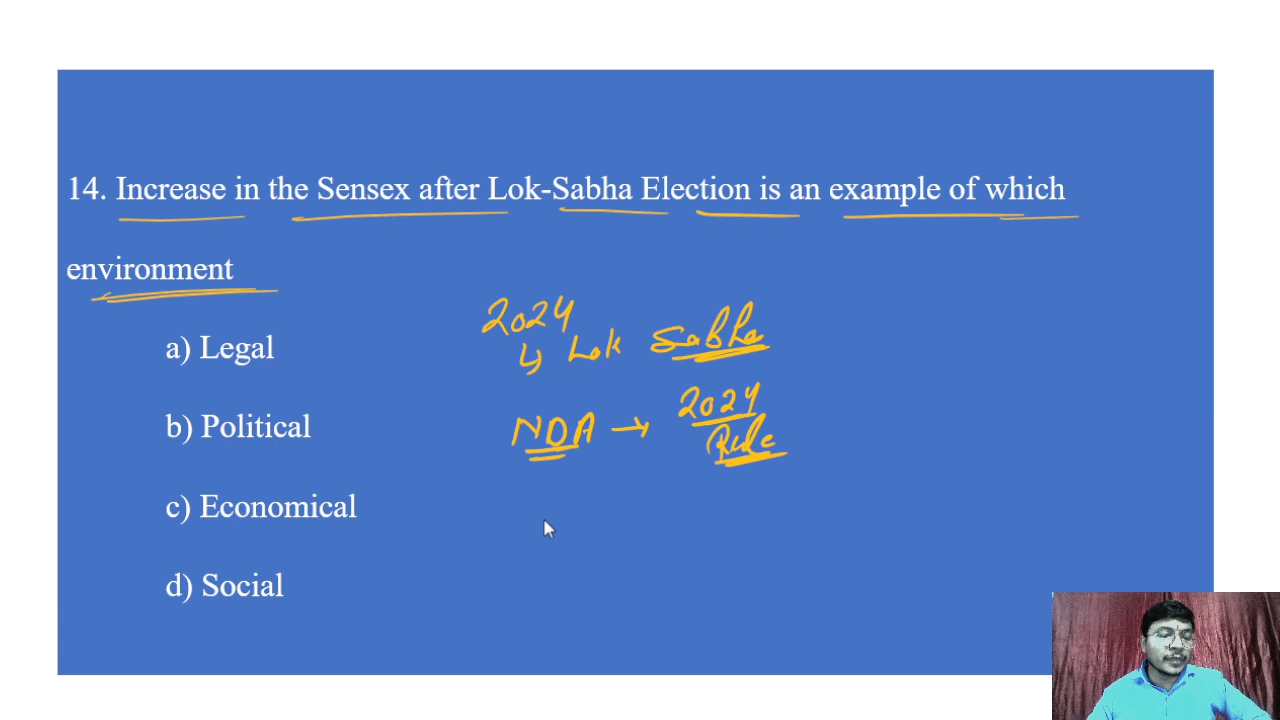 14. Increase in the Sensex after Lok-Sabha Election is an example of which
environment
a) Legal
b) Political
c) Economical
d) Social
2024
Lok Sabha
NDA → 2024
Rule